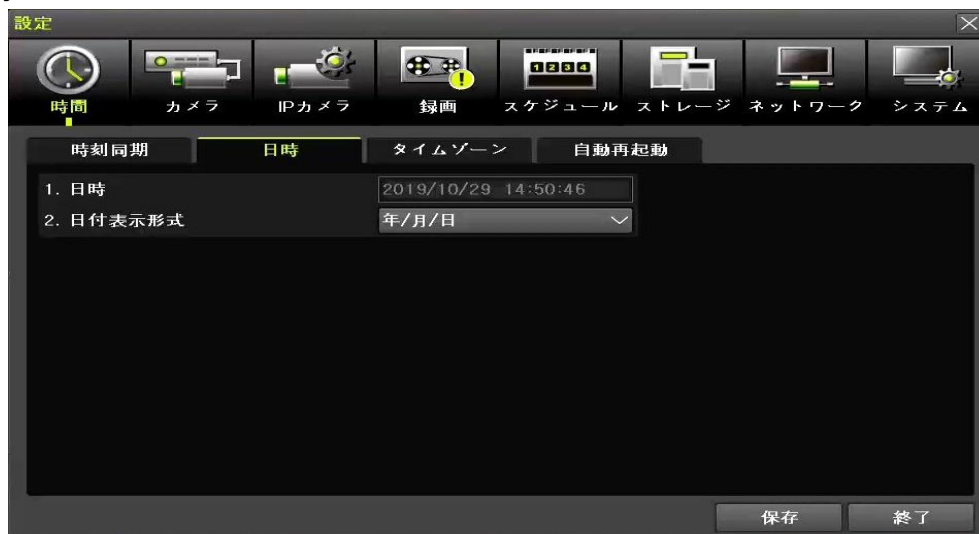 設定
時間 カメラ IPカメラ 録画 スケジュール ストレージ ネットワーク システム
時刻同期 日時 タイムゾーン 自動再起動
1. 日時 2019/10/29 14:50:46
2. 日付表示形式 年/月/日
保存 終了